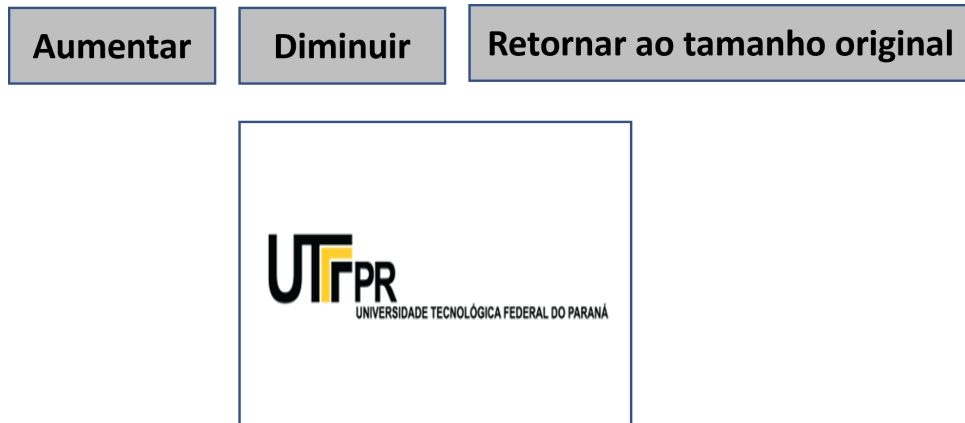 Aumentar
Diminuir
Retornar ao tamanho original
UTFPR
UNIVERSIDADE TECNOLÓGICA FEDERAL DO PARANÁ